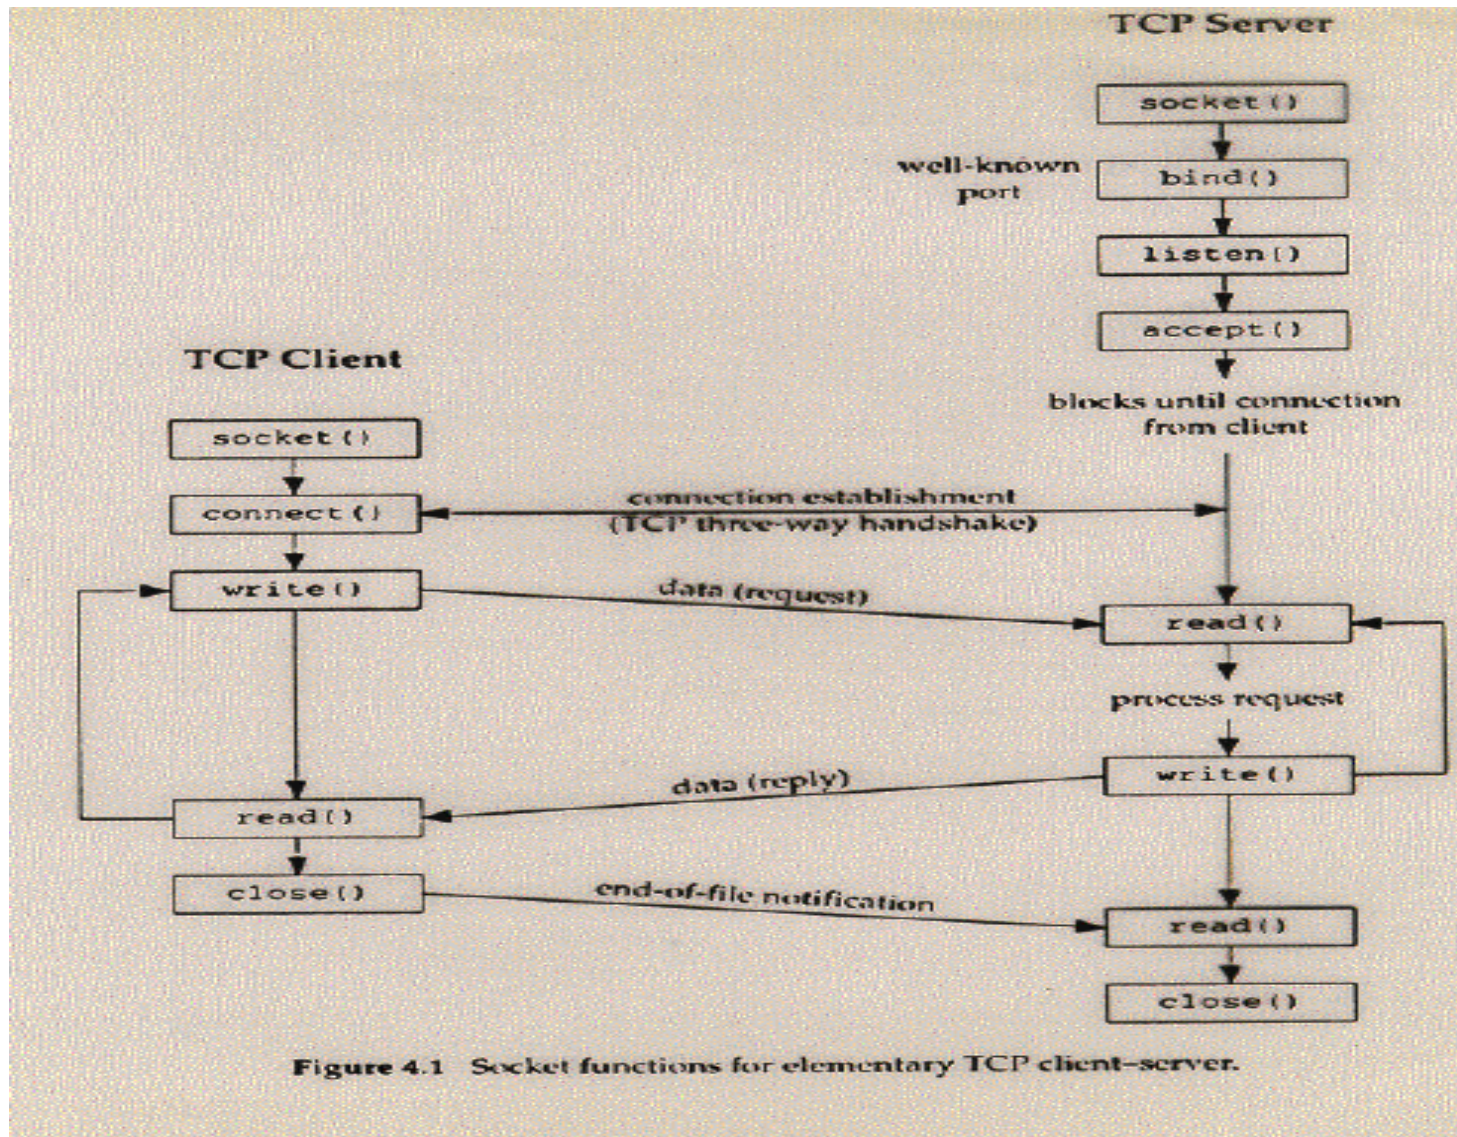 TCP Server
socket()
well-known
port
bind()
listen()
accept()
blocks until connection
from client
TCP Client
socket()
connect()
connection establishment
(TCP three-way handshake)
write()
data (request)
read()
process request
write()
data (reply)
read()
close()
end-of-file notification
read()
close()
Figure 4.1 Socket functions for elementary TCP client–server.